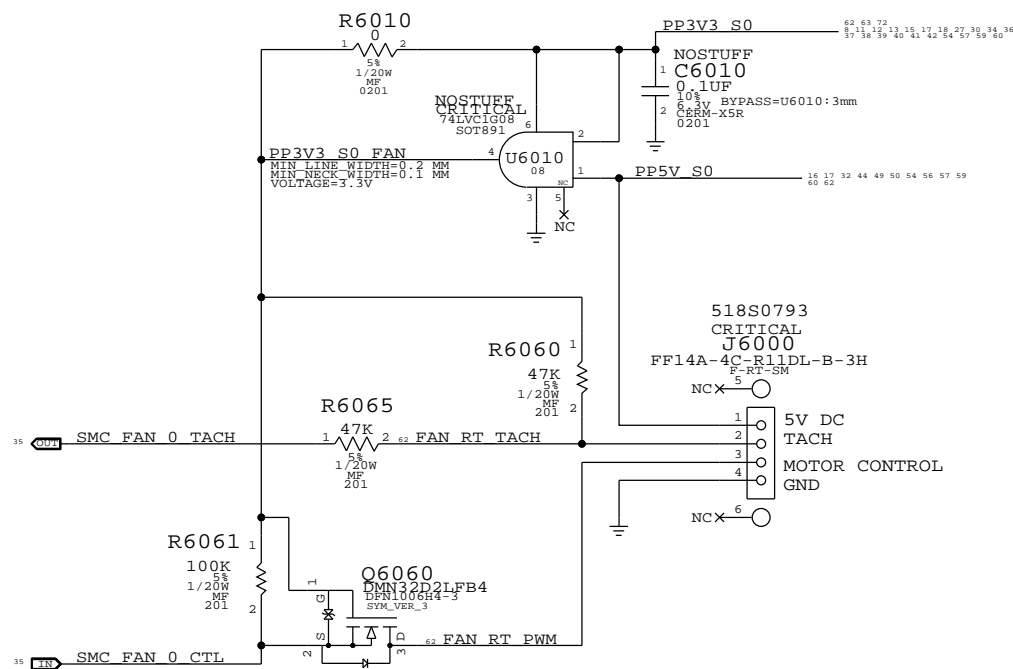 R6010
0
1 2
5%
1/20W
MF
0201
PP3V3_S0
62 63 72
8 11 12 13 15 17 18 27 30 34 36
37 38 39 40 41 42 54 57 59 60
NOSTUFF
1 C6010
0.1UF
10%
6.3V BYPASS=U6010:3mm
2 CERM-X5R
0201
NOSTUFF
CRITICAL
74LVC1G08
SOT891
6
2
PP3V3_S0_FAN 4
MIN_LINE_WIDTH=0.2 MM
MIN_NECK_WIDTH=0.1 MM
VOLTAGE=3.3V
U6010
08
1 PP5V_S0
16 17 32 44 49 50 54 56 57 59
60 62
NC
3 5
NC
518S0793
CRITICAL
J6000
FF14A-4C-R11DL-B-3H
F-RT-SM
NC 5
R6060 1
47K
5%
1/20W
MF
201 2
1 5V DC
2 TACH
3 MOTOR CONTROL
4 GND
NC 6
R6065
35 OUT SMC_FAN_0_TACH 1 47K 2 62 FAN_RT_TACH
5%
1/20W
MF
201
R6061 1
100K
5%
1/20W
MF
201 2
Q6060
DMN32D2LFB4
DFN1006H4-3
SYM_VER_3
1
G
S D
2 3 62 FAN_RT_PWM
35 IN SMC_FAN_0_CTL